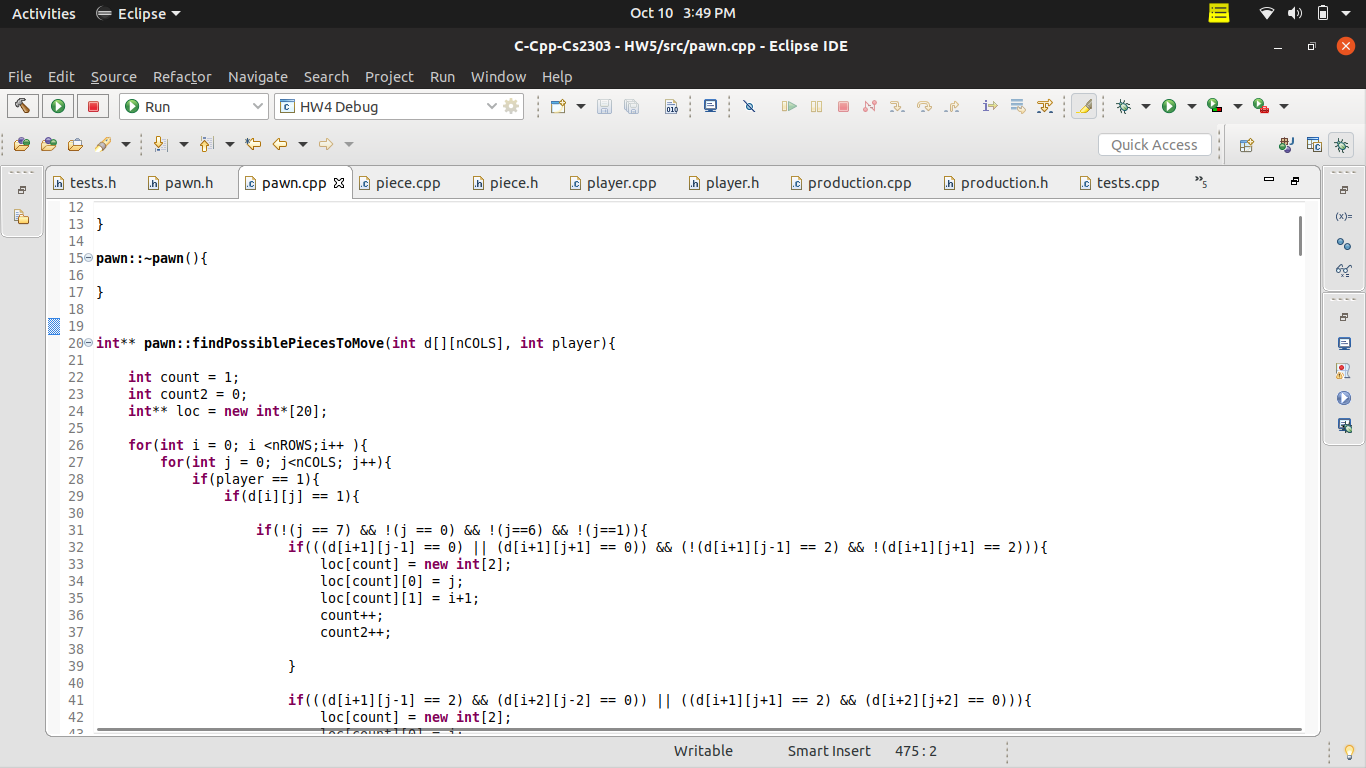 Activities Eclipse Oct 10 3:49 PM
C-Cpp-Cs2303 - HW5/src/pawn.cpp - Eclipse IDE
File Edit Source Refactor Navigate Search Project Run Window Help
Run HW4 Debug
Quick Access
tests.h pawn.h pawn.cpp piece.cpp piece.h player.cpp player.h production.cpp production.h tests.cpp »5
12
13 }
14
15 pawn::~pawn(){
16
17 }
18
19
20 int** pawn::findPossiblePiecesToMove(int d[][nCOLS], int player){
21
22 int count = 1;
23 int count2 = 0;
24 int** loc = new int*[20];
25
26 for(int i = 0; i <nROWS;i++ ){
27 for(int j = 0; j<nCOLS; j++){
28 if(player == 1){
29 if(d[i][j] == 1){
30
31 if(!(j == 7) && !(j == 0) && !(j==6) && !(j==1)){
32 if(((d[i+1][j-1] == 0) || (d[i+1][j+1] == 0)) && (!(d[i+1][j-1] == 2) && !(d[i+1][j+1] == 2))){
33 loc[count] = new int[2];
34 loc[count][0] = j;
35 loc[count][1] = i+1;
36 count++;
37 count2++;
38
39 }
40
41 if(((d[i+1][j-1] == 2) && (d[i+2][j-2] == 0)) || ((d[i+1][j+1] == 2) && (d[i+2][j+2] == 0))){
42 loc[count] = new int[2];
43 loc[count][0] = j;
Writable Smart Insert 475 : 2